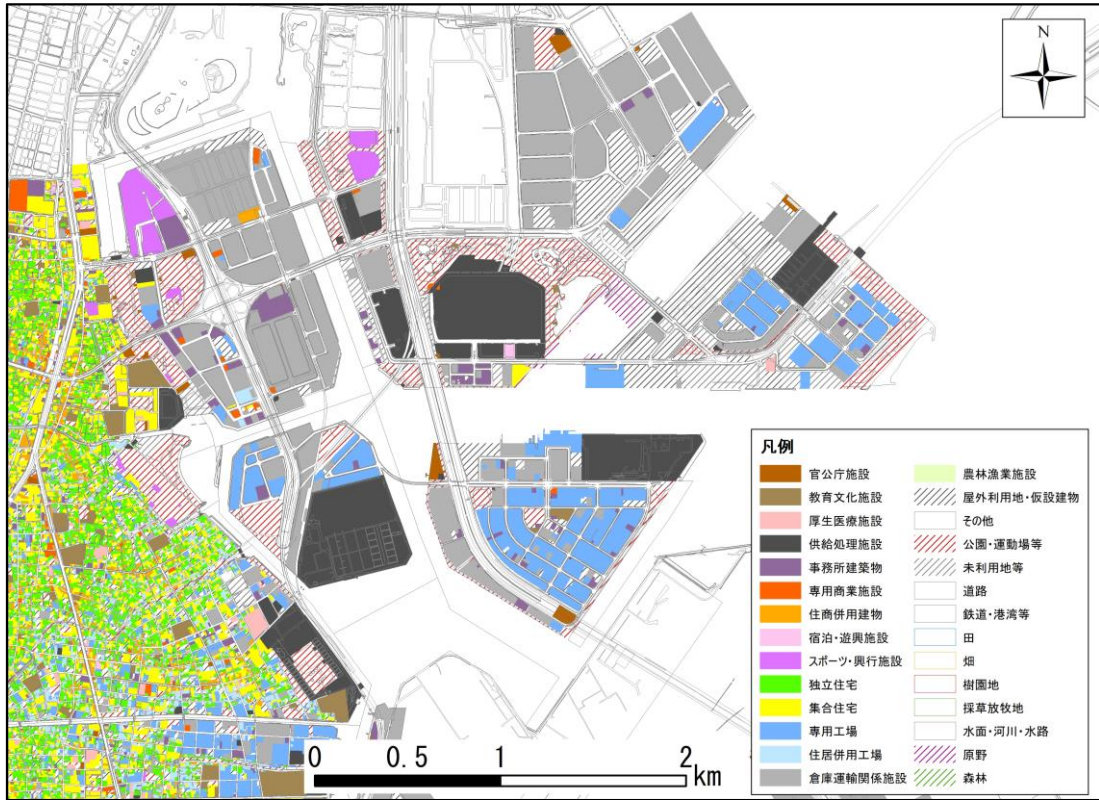 N
凡例
官公庁施設
教育文化施設
厚生医療施設
供給処理施設
事務所建築物
専用商業施設
住商併用建物
宿泊・遊興施設
スポーツ・興行施設
独立住宅
集合住宅
専用工場
住居併用工場
倉庫運輸関係施設
農林漁業施設
屋外利用地・仮設建物
その他
公園・運動場等
未利用地等
道路
鉄道・港湾等
田
畑
樹園地
採草放牧地
水面・河川・水路
原野
森林
0 0.5 1 2
km